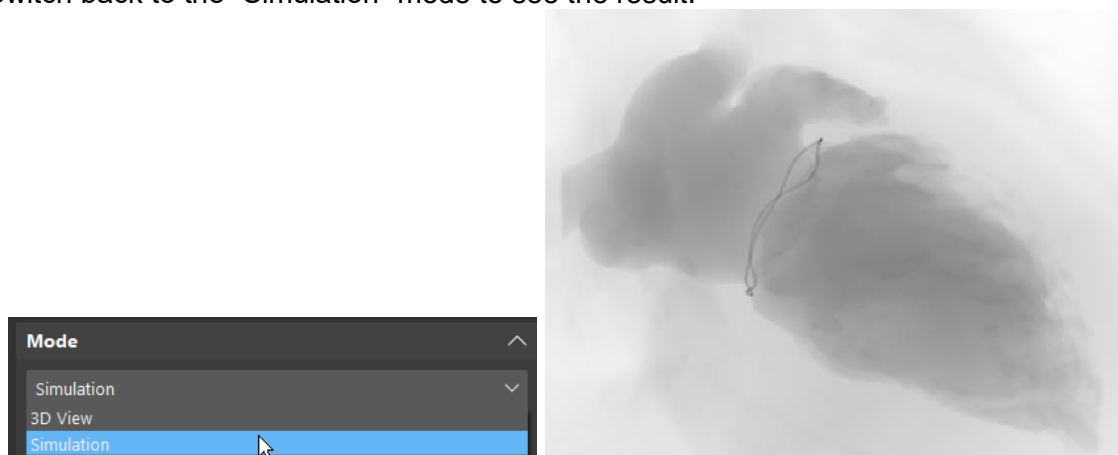 switch back to the "Simulation" mode to see the result.
Mode
Simulation
3D View
Simulation